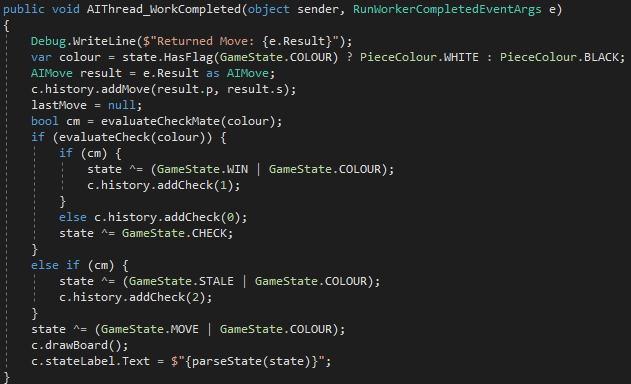 public void AIThread_WorkCompleted(object sender, RunWorkerCompletedEventArgs e)
{
    Debug.WriteLine($"Returned Move: {e.Result}");
    var colour = state.HasFlag(GameState.COLOUR) ? PieceColour.WHITE : PieceColour.BLACK;
    AIMove result = e.Result as AIMove;
    c.history.addMove(result.p, result.s);
    lastMove = null;
    bool cm = evaluateCheckMate(colour);
    if (evaluateCheck(colour)) {
        if (cm) {
            state ^= (GameState.WIN | GameState.COLOUR);
            c.history.addCheck(1);
        }
        else c.history.addCheck(0);
        state ^= GameState.CHECK;
    }
    else if (cm) {
        state ^= (GameState.STALE | GameState.COLOUR);
        c.history.addCheck(2);
    }
    state ^= (GameState.MOVE | GameState.COLOUR);
    c.drawBoard();
    c.stateLabel.Text = $"{parseState(state)}";
}